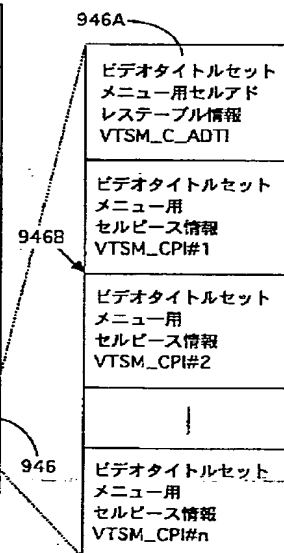 946A
ビデオタイトルセット
メニュー用セルアド
レステーブル情報
VTSM_C_ADTI
ビデオタイトルセット
メニュー用
セルピース情報
VTSM_CPI#1
946B
ビデオタイトルセット
メニュー用
セルピース情報
VTSM_CPI#2
946
ビデオタイトルセット
メニュー用
セルピース情報
VTSM_CPI#n